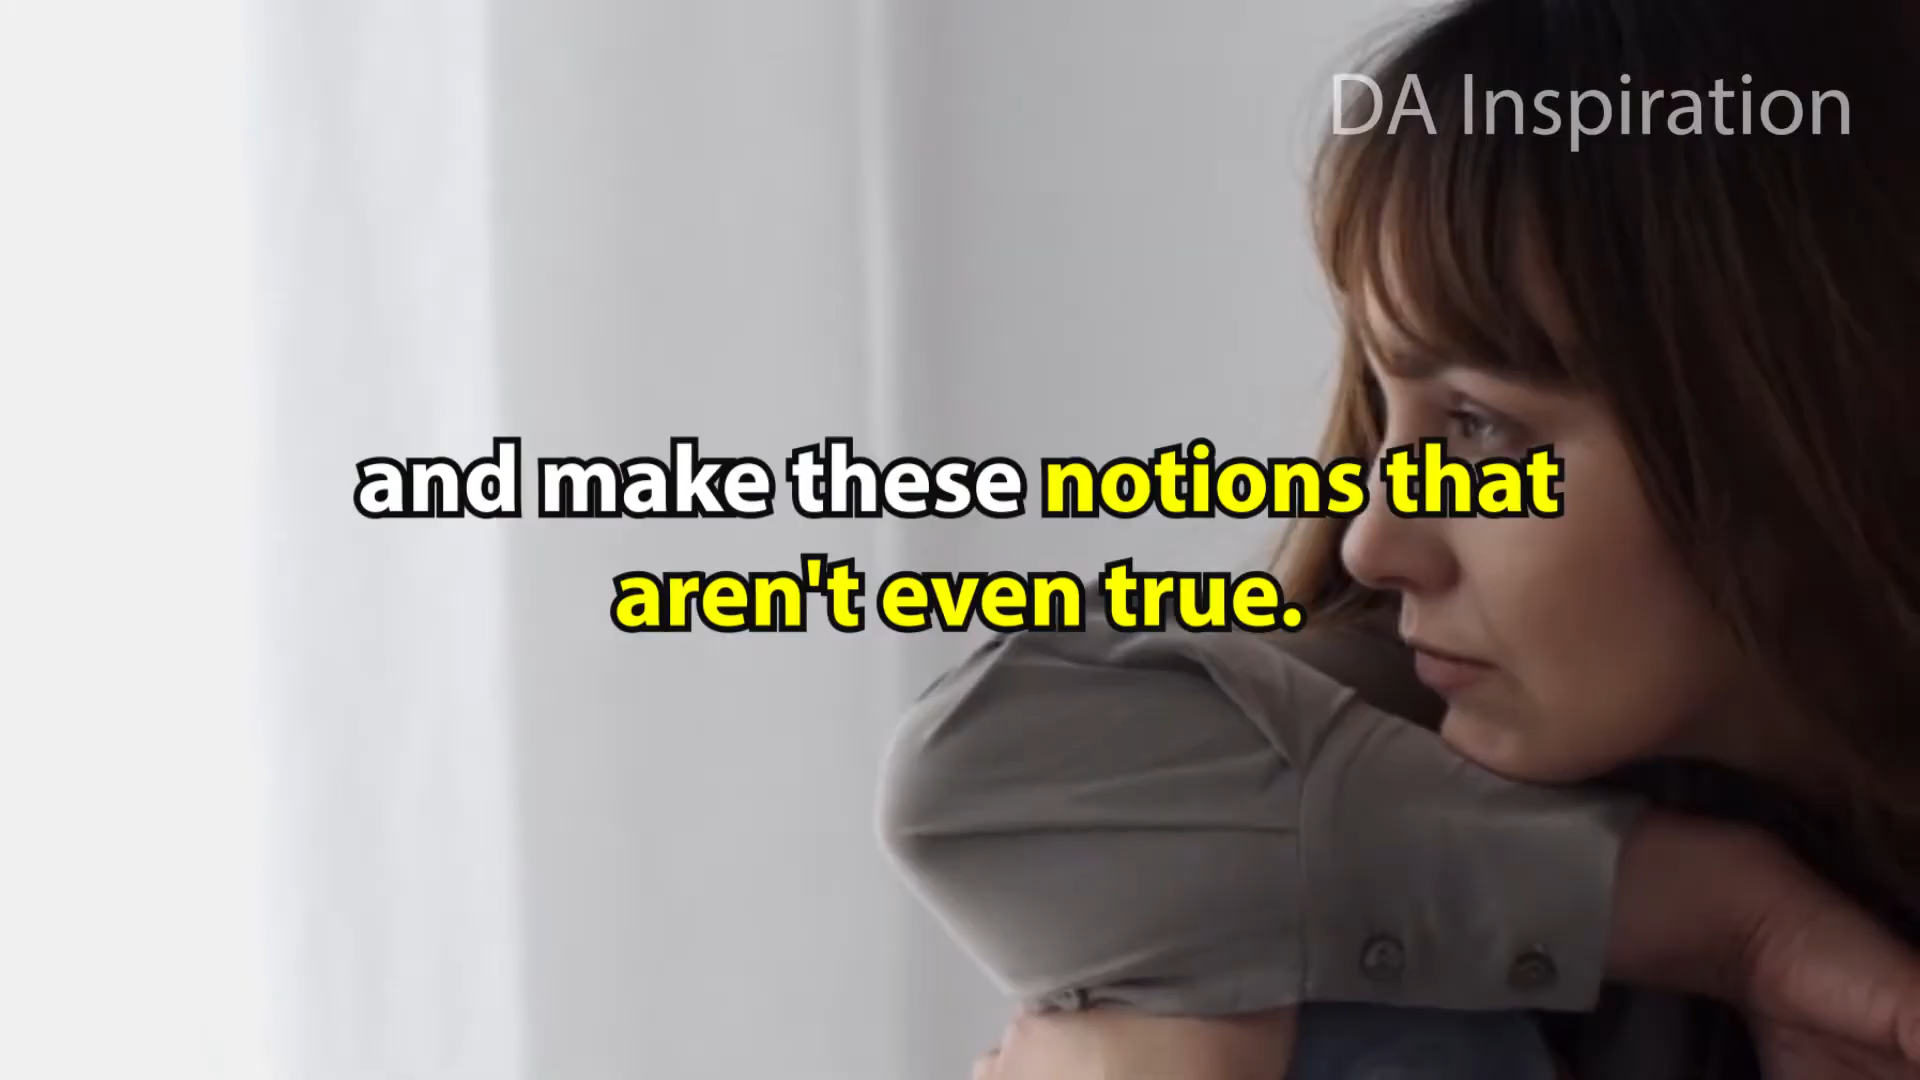 DA Inspiration
and make these notions that
aren't even true.